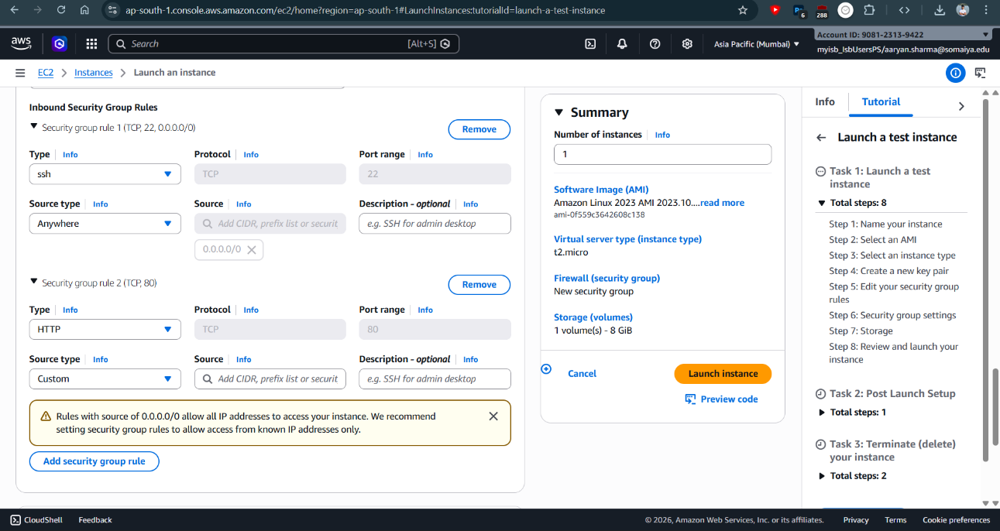 ap-south-1.console.aws.amazon.com/ec2/home?region=ap-south-1#LaunchInstances:tutorialId=launch-a-test-instance
6
288
aws
Search
[Alt+S]
Asia Pacific (Mumbai)
Account ID: 9081-2313-9422
myisb_IsbUsersPS/aaryan.sharma@somaiya.edu
EC2
Instances
Launch an instance
Inbound Security Group Rules
Security group rule 1 (TCP, 22, 0.0.0.0/0)
Remove
Type Info
Protocol Info
Port range Info
ssh
TCP
22
Source type Info
Source Info
Description - optional Info
Anywhere
Add CIDR, prefix list or securit
e.g. SSH for admin desktop
0.0.0.0/0
Security group rule 2 (TCP, 80)
Remove
Type Info
Protocol Info
Port range Info
HTTP
TCP
80
Source type Info
Source Info
Description - optional Info
Custom
Add CIDR, prefix list or securit
e.g. SSH for admin desktop
Rules with source of 0.0.0.0/0 allow all IP addresses to access your instance. We recommend
setting security group rules to allow access from known IP addresses only.
Add security group rule
Summary
Number of instances Info
1
Software Image (AMI)
Amazon Linux 2023 AMI 2023.10....read more
ami-0f559c3642608c138
Virtual server type (instance type)
t2.micro
Firewall (security group)
New security group
Storage (volumes)
1 volume(s) - 8 GiB
Cancel
Launch instance
Preview code
Info
Tutorial
Launch a test instance
Task 1: Launch a test
instance
Total steps: 8
Step 1: Name your instance
Step 2: Select an AMI
Step 3: Select an instance type
Step 4: Create a new key pair
Step 5: Edit your security group
rules
Step 6: Security group settings
Step 7: Storage
Step 8: Review and launch your
instance
Task 2: Post Launch Setup
Total steps: 1
Task 3: Terminate (delete)
your instance
Total steps: 2
CloudShell
Feedback
© 2026, Amazon Web Services, Inc. or its affiliates.
Privacy
Terms
Cookie preferences